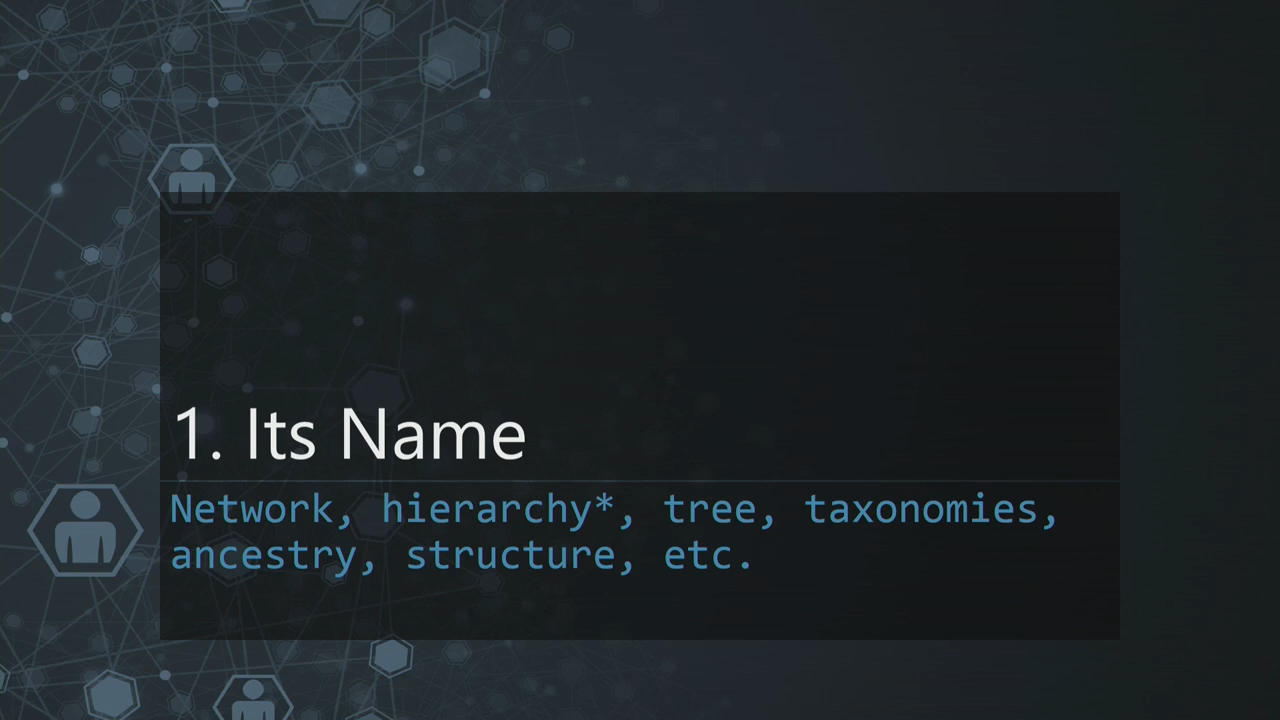 1. Its Name
Network, hierarchy*, tree, taxonomies,
ancestry, structure, etc.